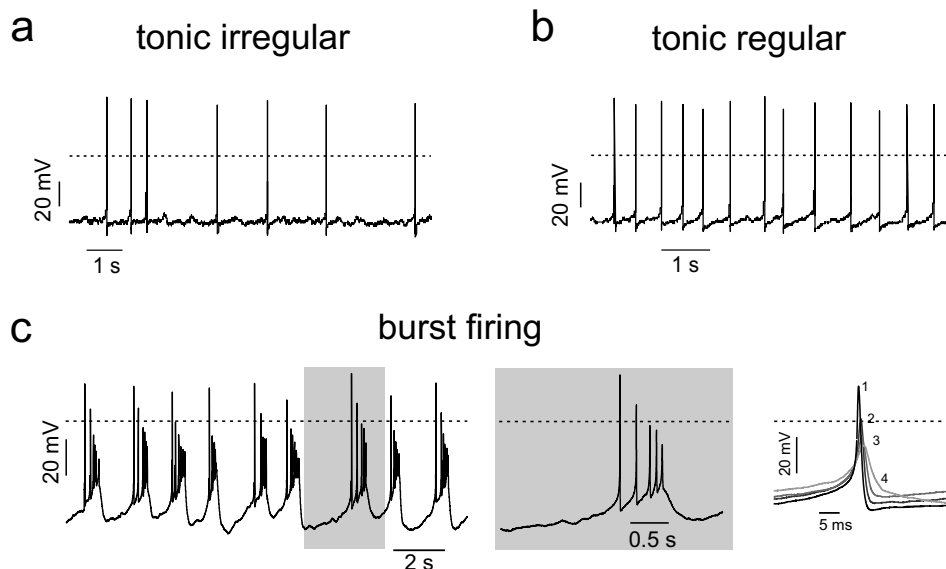 a
tonic irregular
20 mV
1 s
b
tonic regular
20 mV
1 s
c
burst firing
20 mV
2 s
0.5 s
20 mV
1
2
3
4
5 ms